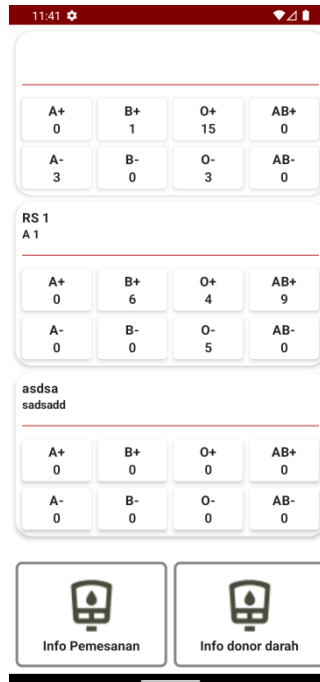 11:41
A+ B+ O+ AB+
0 1 15 0
A- B- O- AB-
3 0 3 0
RS 1
A 1
A+ B+ O+ AB+
0 6 4 9
A- B- O- AB-
0 0 5 0
asdsa
sadsadd
A+ B+ O+ AB+
0 0 0 0
A- B- O- AB-
0 0 0 0
Info Pemesanan Info donor darah